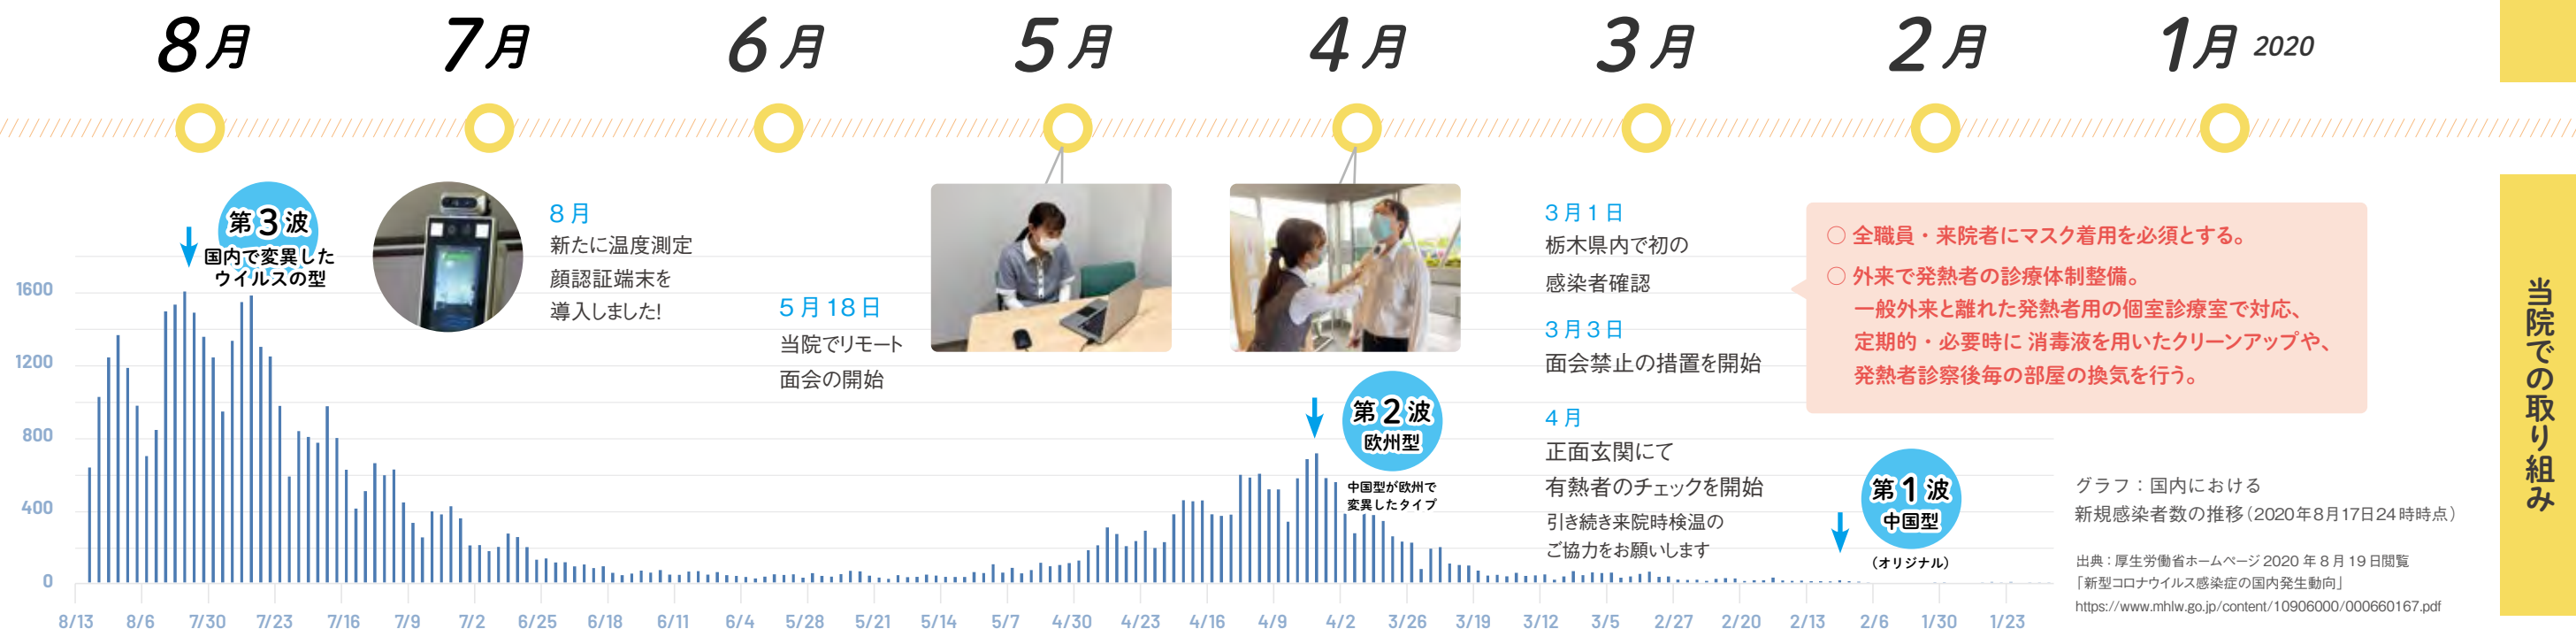 8月
7月
6月
5月
4月
3月
2月
1月 2020
第3波
国内で変異した
ウイルスの型
8月
新たに温度測定
顔認証端末を
導入しました!
5月18日
当院でリモート
面会の開始
第2波
欧州型
中国型が欧州で
変異したタイプ
3月1日
栃木県内で初の
感染者確認
3月3日
面会禁止の措置を開始
4月
正面玄関にて
有熱者のチェックを開始
引き続き来院時検温の
ご協力をお願いします
○ 全職員・来院者にマスク着用を必須とする。
○ 外来で発熱者の診療体制整備。
一般外来と離れた発熱者用の個室診療室で対応、
定期的・必要時に 消毒液を用いたクリーンアップや、
発熱者診察後毎の部屋の換気を行う。
第1波
中国型
(オリジナル)
グラフ：国内における
新規感染者数の推移（2020年8月17日24時時点）
出典：厚生労働省ホームページ 2020 年 8 月 19 日閲覧
「新型コロナウイルス感染症の国内発生動向」
https://www.mhlw.go.jp/content/10906000/000660167.pdf
当院での取り組み
1600
1200
800
400
0
8/13 8/6 7/30 7/23 7/16 7/9 7/2 6/25 6/18 6/11 6/4 5/28 5/21 5/14 5/7 4/30 4/23 4/16 4/9 4/2 3/26 3/19 3/12 3/5 2/27 2/20 2/13 2/6 1/30 1/23